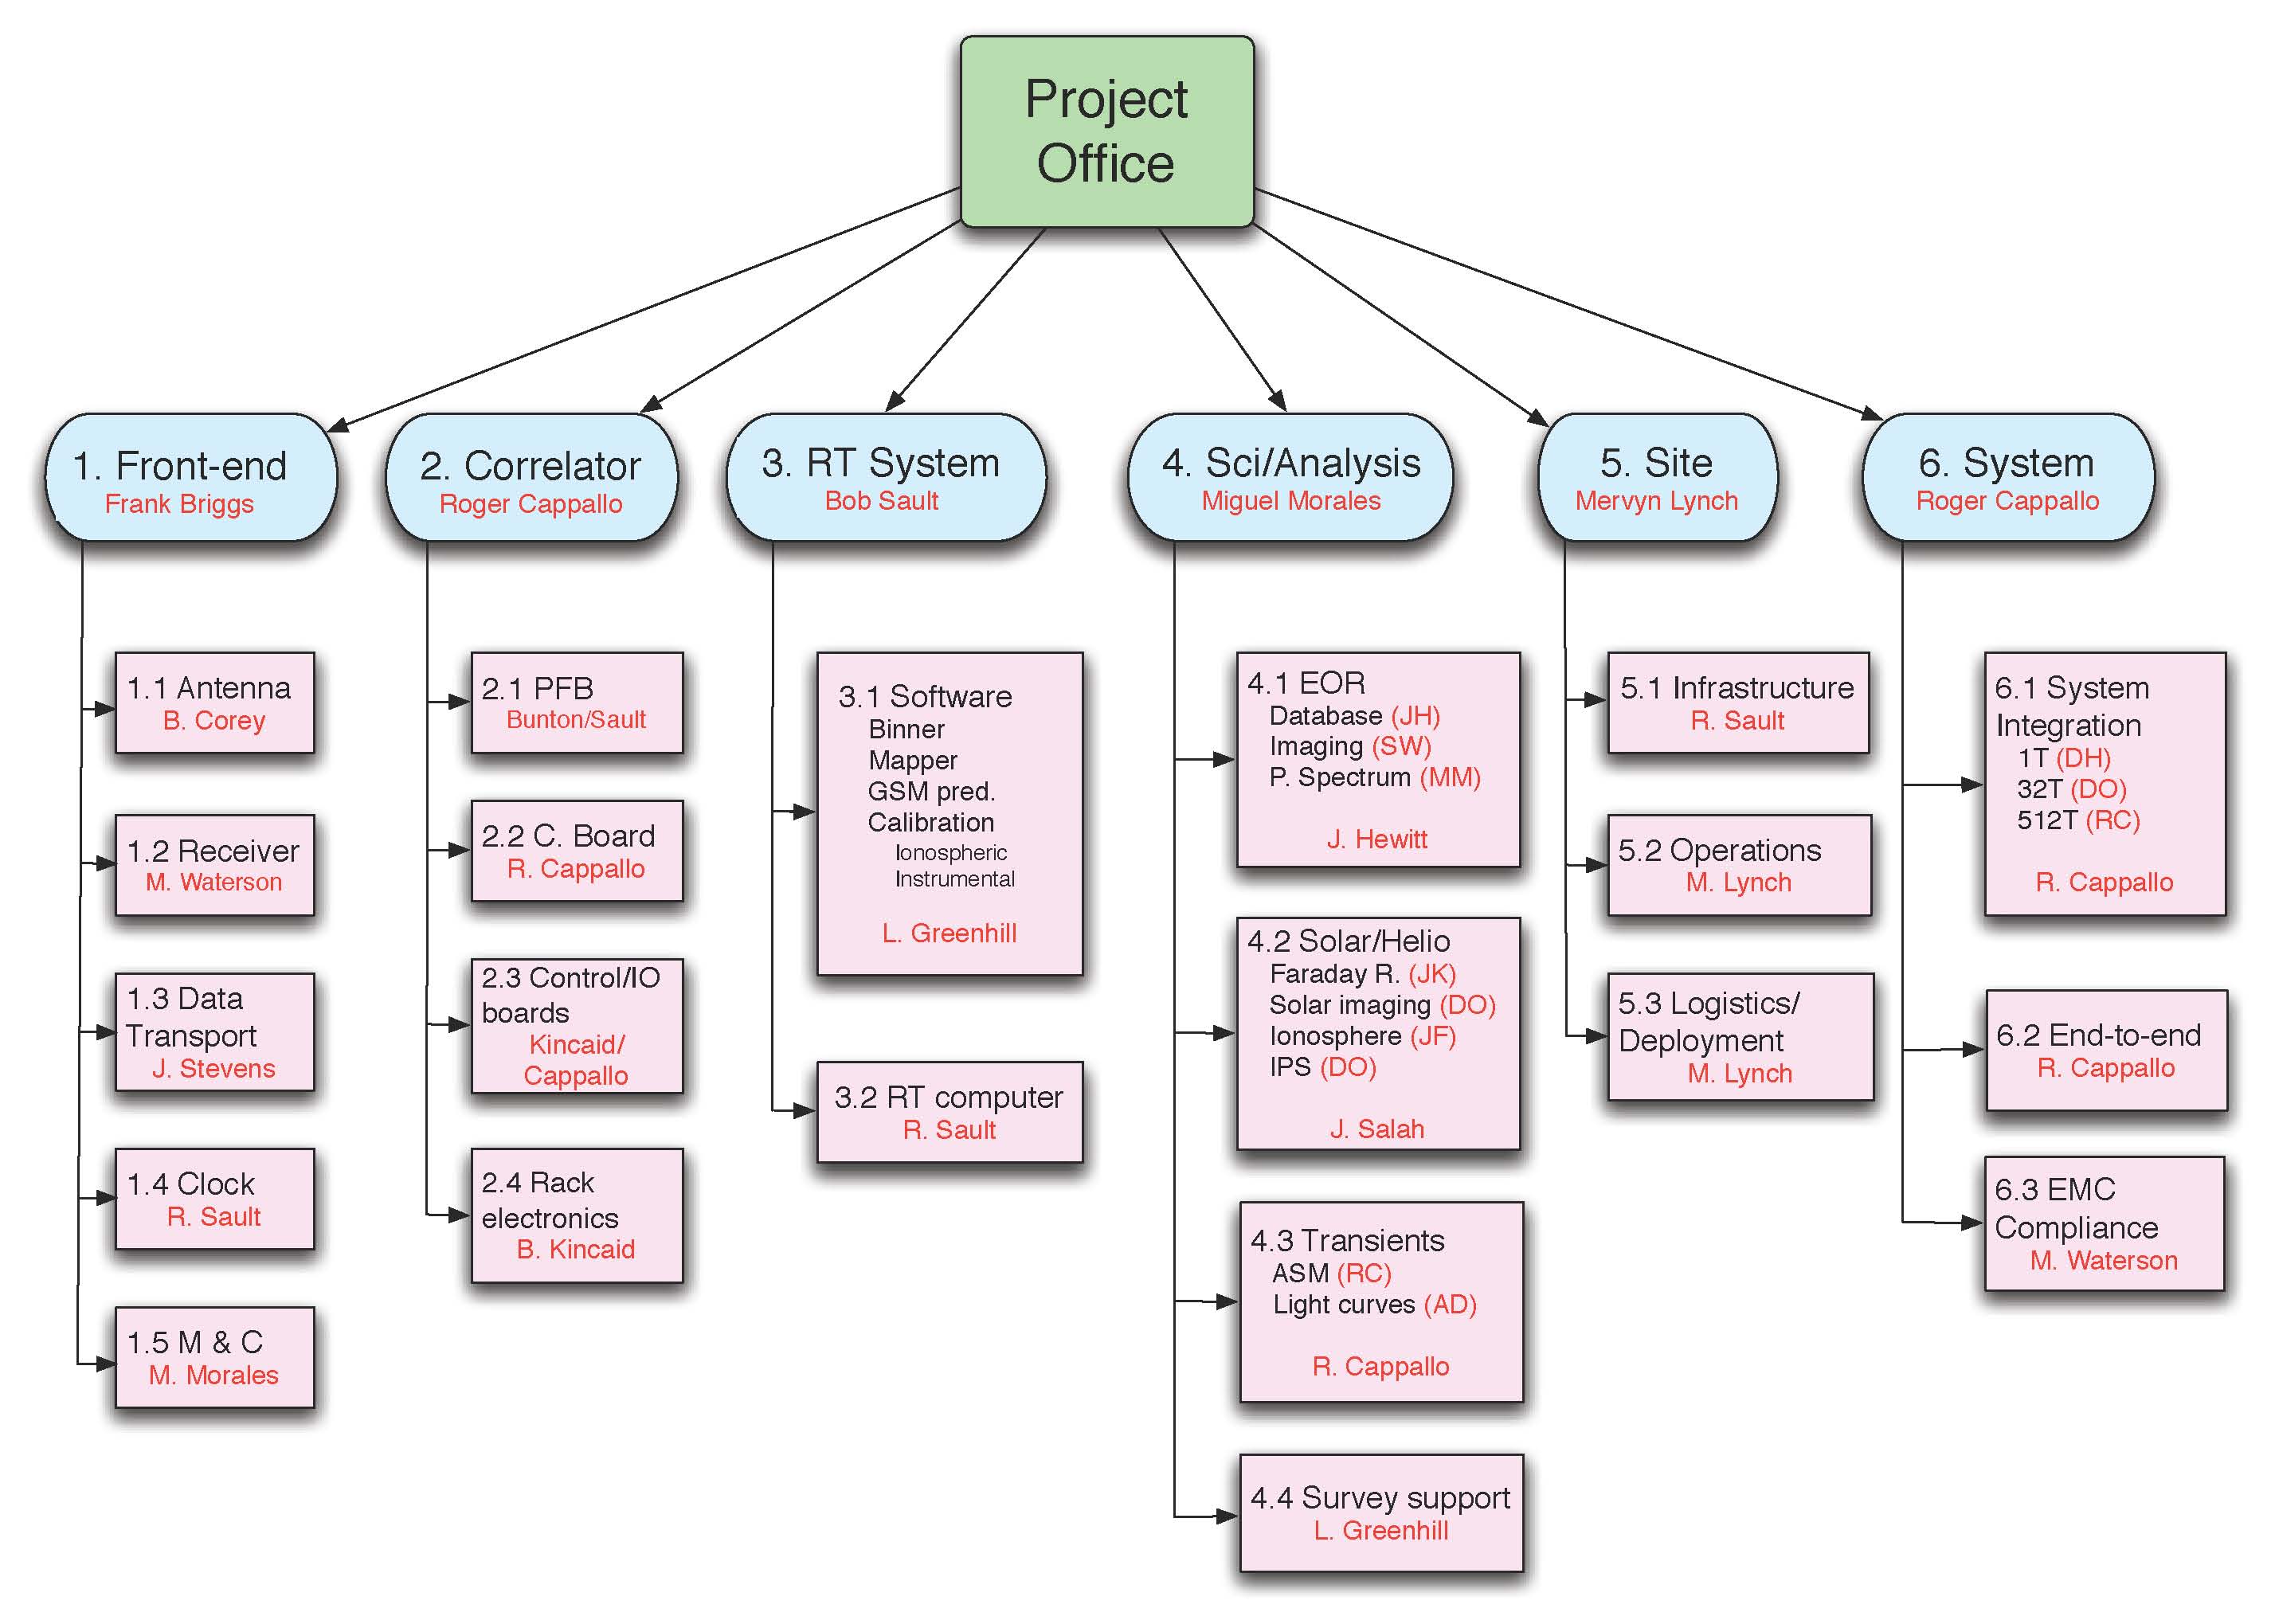 Project
Office
1. Front-end
Frank Briggs
2. Correlator
Roger Cappallo
3. RT System
Bob Sault
4. Sci/Analysis
Miguel Morales
5. Site
Mervyn Lynch
6. System
Roger Cappallo
1.1 Antenna
B. Corey
1.2 Receiver
M. Waterson
1.3 Data
Transport
J. Stevens
1.4 Clock
R. Sault
1.5 M & C
M. Morales
2.1 PFB
Bunton/Sault
2.2 C. Board
R. Cappallo
2.3 Control/IO
boards
Kincaid/
Cappallo
2.4 Rack
electronics
B. Kincaid
3.1 Software
Binner
Mapper
GSM pred.
Calibration
Ionospheric
Instrumental
L. Greenhill
3.2 RT computer
R. Sault
4.1 EOR
Database (JH)
Imaging (SW)
P. Spectrum (MM)
J. Hewitt
4.2 Solar/Helio
Faraday R. (JK)
Solar imaging (DO)
Ionosphere (JF)
IPS (DO)
J. Salah
4.3 Transients
ASM (RC)
Light curves (AD)
R. Cappallo
4.4 Survey support
L. Greenhill
5.1 Infrastructure
R. Sault
5.2 Operations
M. Lynch
5.3 Logistics/
Deployment
M. Lynch
6.1 System
Integration
1T (DH)
32T (DO)
512T (RC)
R. Cappallo
6.2 End-to-end
R. Cappallo
6.3 EMC
Compliance
M. Waterson